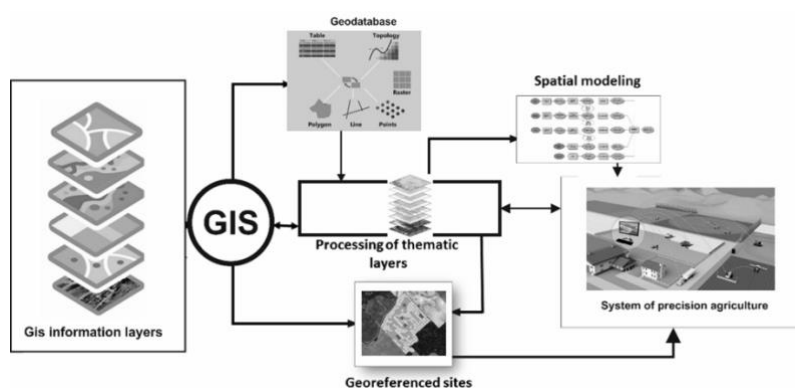 Geodatabase
Table
Topology
Raster
Polygon
Line
Points
Spatial modeling
GIS
Processing of thematic
layers
Gis information layers
System of precision agriculture
Georeferenced sites